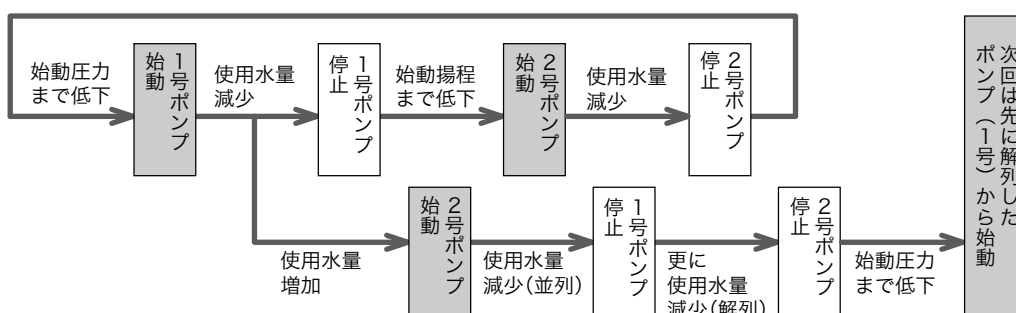 始動圧力
まで低下
1号ポンプ
始動
使用水量
減少
1号ポンプ
停止
始動揚程
まで低下
2号ポンプ
始動
使用水量
減少
2号ポンプ
停止
使用水量
増加
2号ポンプ
始動
使用水量
減少(並列)
1号ポンプ
停止
更に
使用水量
減少(解列)
2号ポンプ
停止
始動圧力
まで低下
次回は先に解列した
ポンプ（1号）から始動